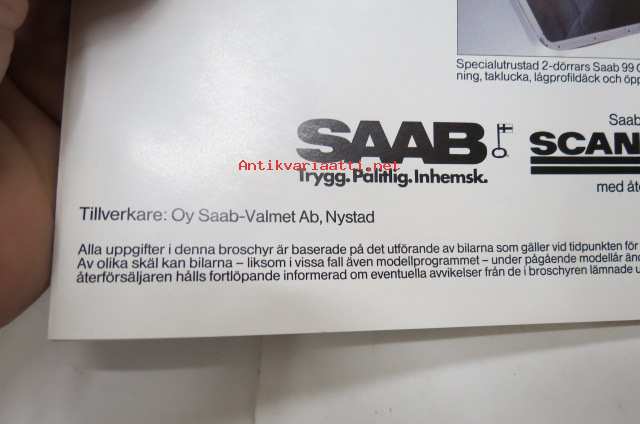 Specialutrustad 2-dörrars Saab 99
ning, taklucka, lågprofildäck och
SAAB
Trygg. Pålitlig. Inhemsk.
Antikvariaatti.net
Saab
SCAN
med
Tillverkare: Oy Saab-Valmet Ab, Nystad
Alla uppgifter i denna broschyr är baserade på det utförande av bilarna som gäller vid tidpunkten för
Av olika skäl kan bilarna – liksom i vissa fall även modellprogrammet – under pågående modellår
återförsäljaren hålls fortlöpande informerad om eventuella avvikelser från de i broschyren lämnade